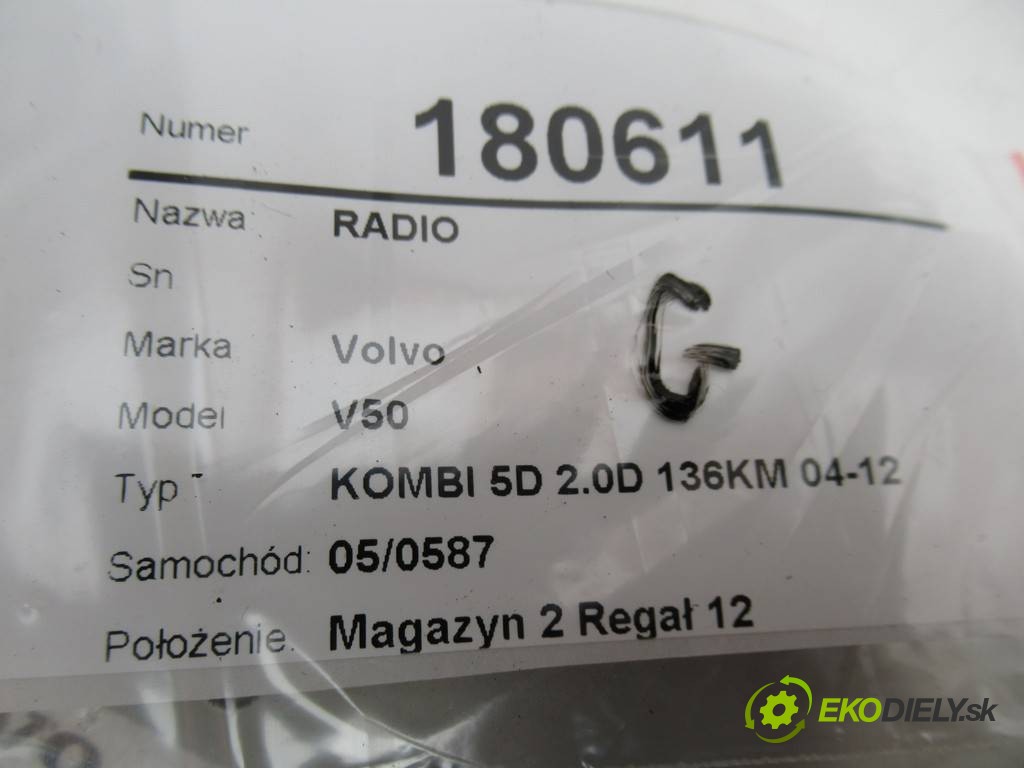 Numer 180611
Nazwa: RADIO
Sn
Marka Volvo
G
Model V50
Typ KOMBI 5D 2.0D 136KM 04-12
Samochód: 05/0587
Położenie. Magazyn 2 Regał 12
EKODIELY.sk